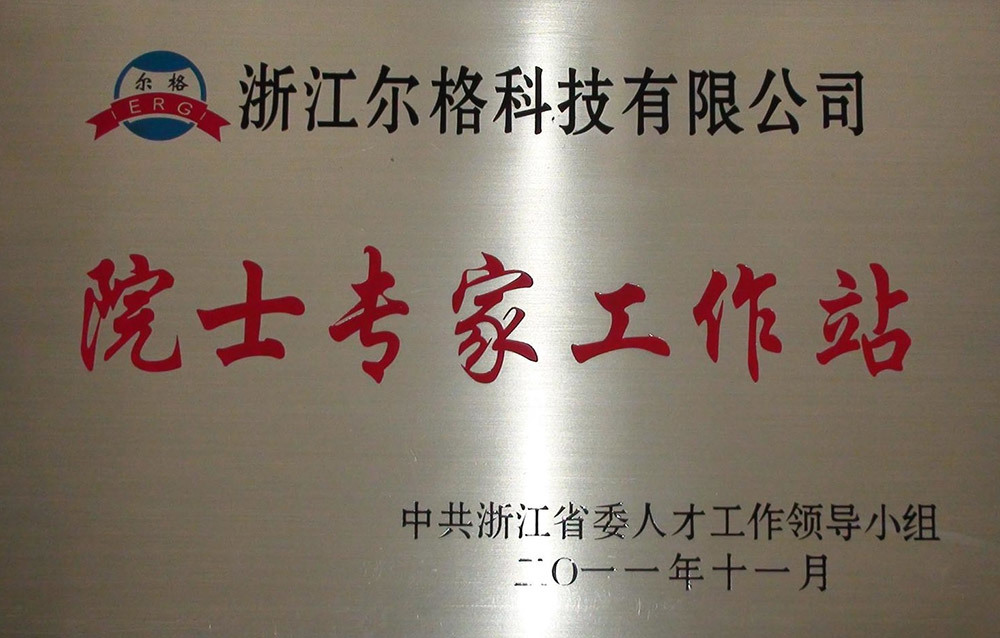 尔格
ERG
浙江尔格科技有限公司
院士专家工作站
中共浙江省委人才工作领导小组
二〇一一年十一月